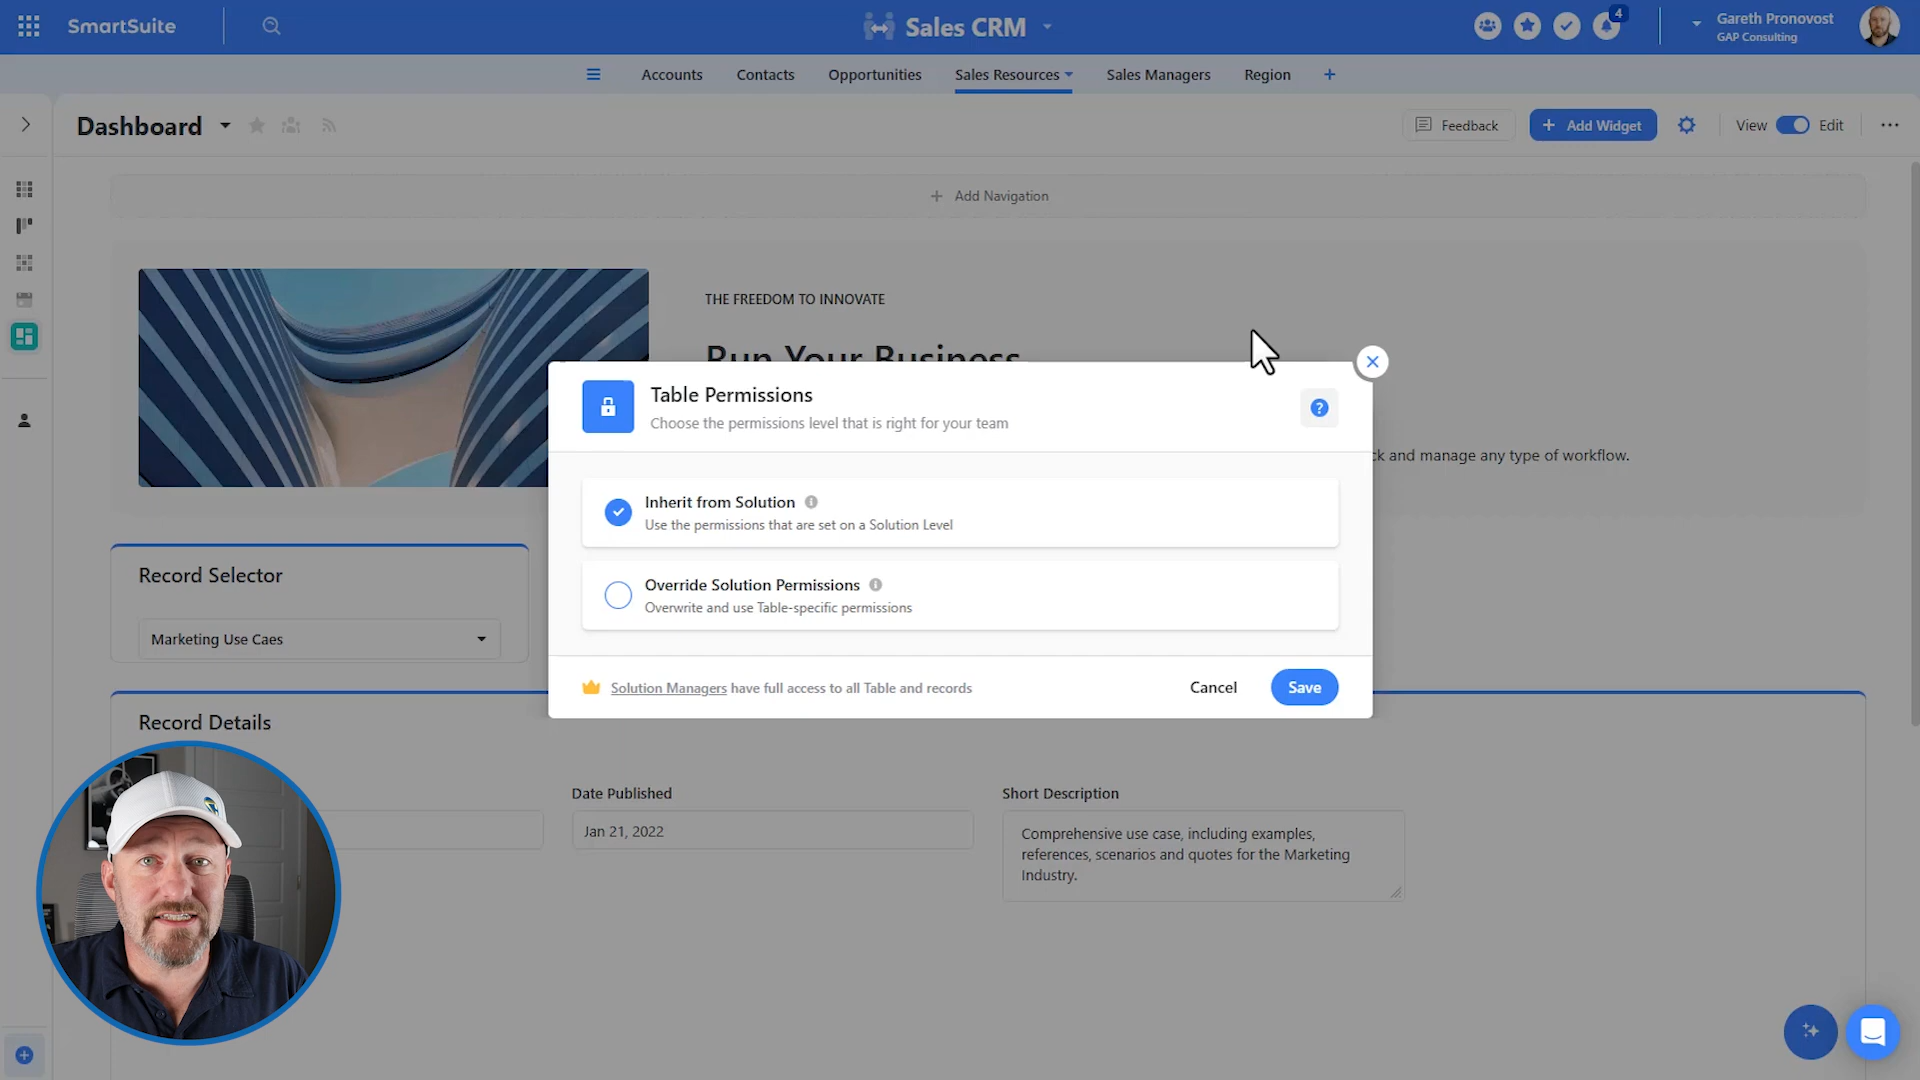 SmartSuite
Sales CRM
4
Gareth Pronovost
GAP Consulting
Accounts
Contacts
Opportunities
Sales Resources
Sales Managers
Region
Dashboard
Feedback
Add Widget
View
Edit
Add Navigation
THE FREEDOM TO INNOVATE
Run Your Business
Table Permissions
Choose the permissions level that is right for your team
ck and manage any type of workflow.
Inherit from Solution
Use the permissions that are set on a Solution Level
Override Solution Permissions
Overwrite and use Table-specific permissions
Solution Managers have full access to all Table and records
Cancel
Save
Record Selector
Marketing Use Caes
Record Details
Date Published
Jan 21, 2022
Short Description
Comprehensive use case, including examples,
references, scenarios and quotes for the Marketing
Industry.